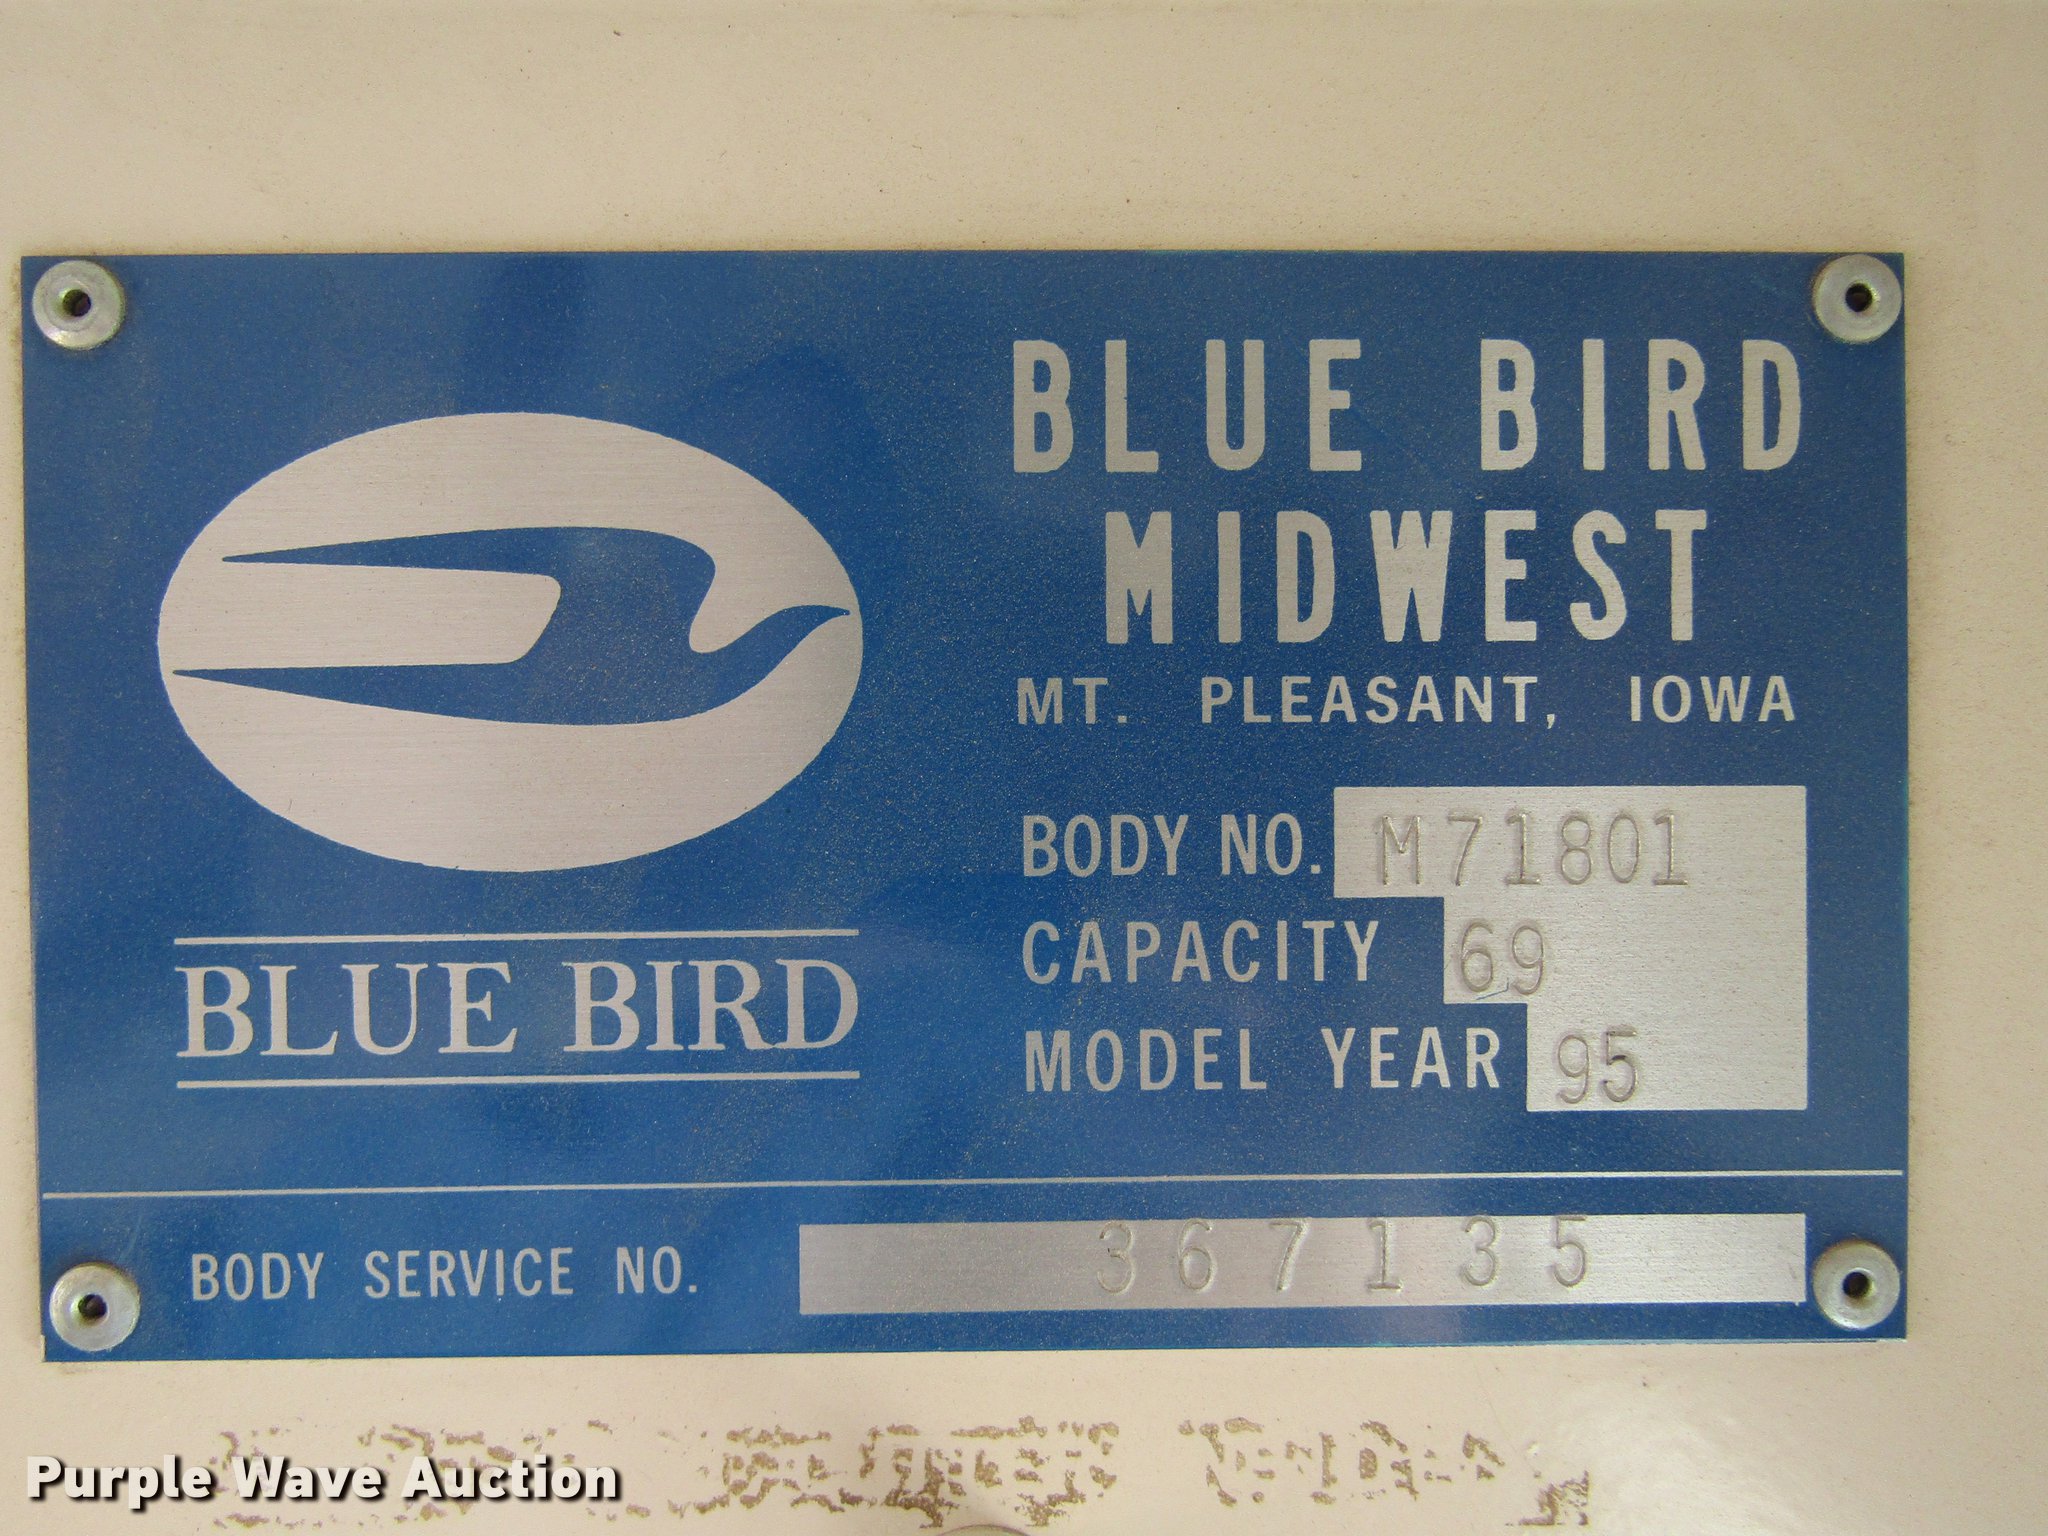 BLUE BIRD
MIDWEST
MT. PLEASANT, IOWA
BODY NO. M71801
CAPACITY 69
MODEL YEAR 95
BLUE BIRD
BODY SERVICE NO. 367135
Purple Wave Auction